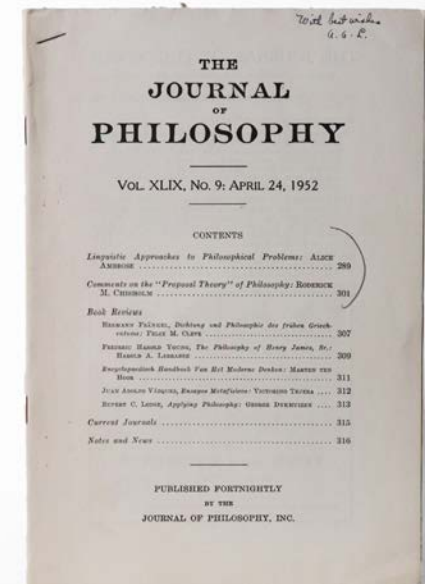 With best wishes
A. A. L.
THE
JOURNAL
OF
PHILOSOPHY
VOL. XLIX, NO. 9: APRIL 24, 1952
CONTENTS
Linguistic Approaches to Philosophical Problems: ALICE
AMBROSE .................... 289
Comments on the "Proposal Theory" of Philosophy: RODERICK
M. CHISHOLM .................... 301
Book Reviews
HERMANN FRÄNKEL, Dichtung und Philosophie des frühen Griech-
entums: FELIX M. CLEVE .................... 307
FREDERIC HAROLD YOUNG, The Philosophy of Henry James, Sr.:
HAROLD A. LARRABEE .................... 309
Encyclopaedisch Handboek Van Het Moderne Denken: MARTEN TEN
HOOR .................... 311
JUAN ADOLFO VÁZQUEZ, Ensayos Metafísicos: VICTORINO TEJERA .... 312
RUPERT C. LODGE, Applying Philosophy: GEORGE DYKHUIZEN .... 313
Current Journals .................... 315
Notes and News .................... 316
PUBLISHED FORTNIGHTLY
BY THE
JOURNAL OF PHILOSOPHY, INC.